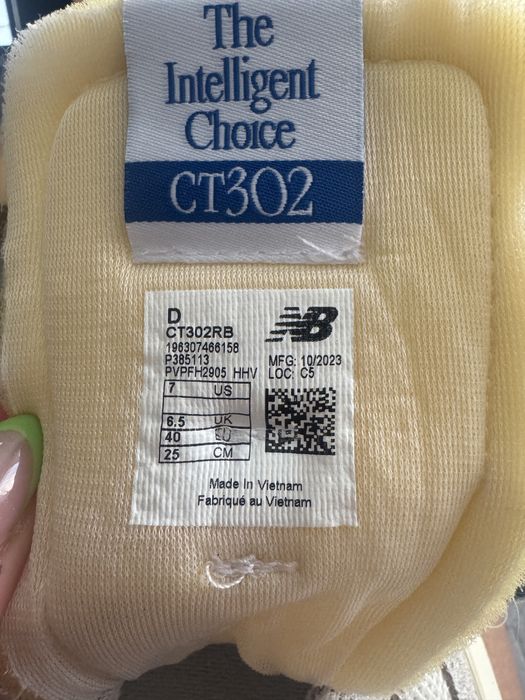 The
Intelligent
Choice
CT302
D
CT302RB
NB
196307466158
P385113
PVPFH2905 HHV
MFG: 10/2023
LOC: C5
7 US
6.5 UK
40 EU
25 CM
Made In Vietnam
Fabriqué au Vietnam